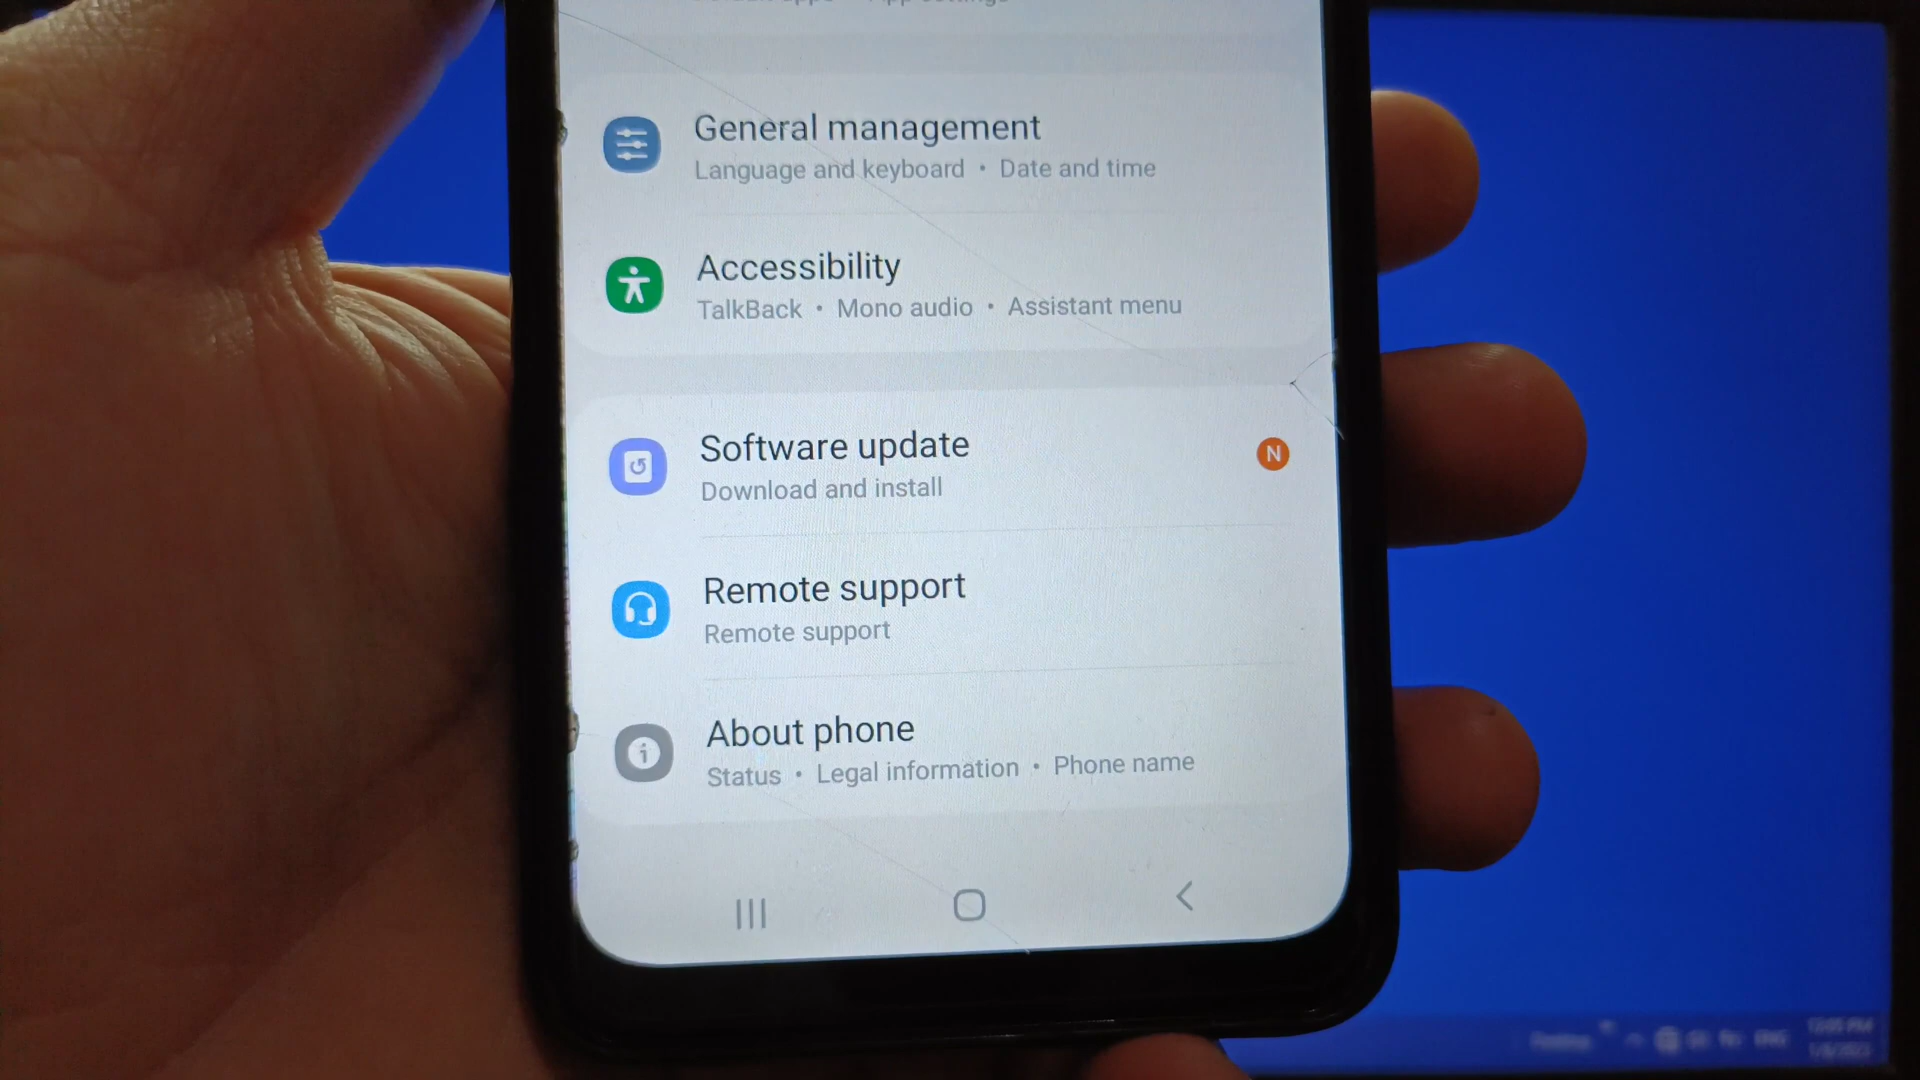 General management
Language and keyboard • Date and time
Accessibility
TalkBack • Mono audio • Assistant menu
Software update
N
Download and install
Remote support
Remote support
About phone
Status • Legal information • Phone name
ENG